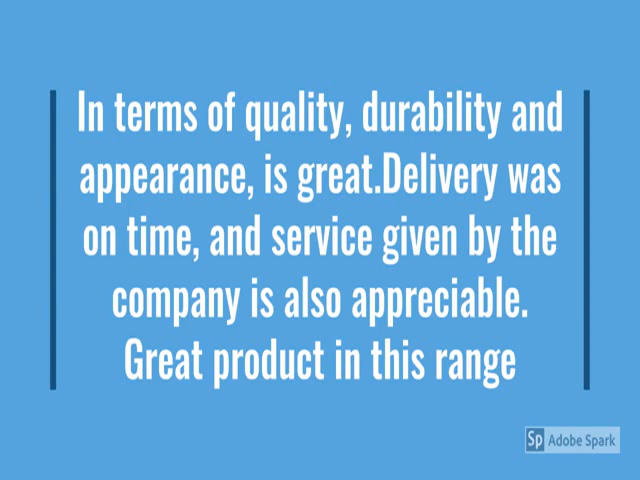 In terms of quality, durability and
appearance, is great.Delivery was
on time, and service given by the
company is also appreciable.
Great product in this range
Sp Adobe Spark